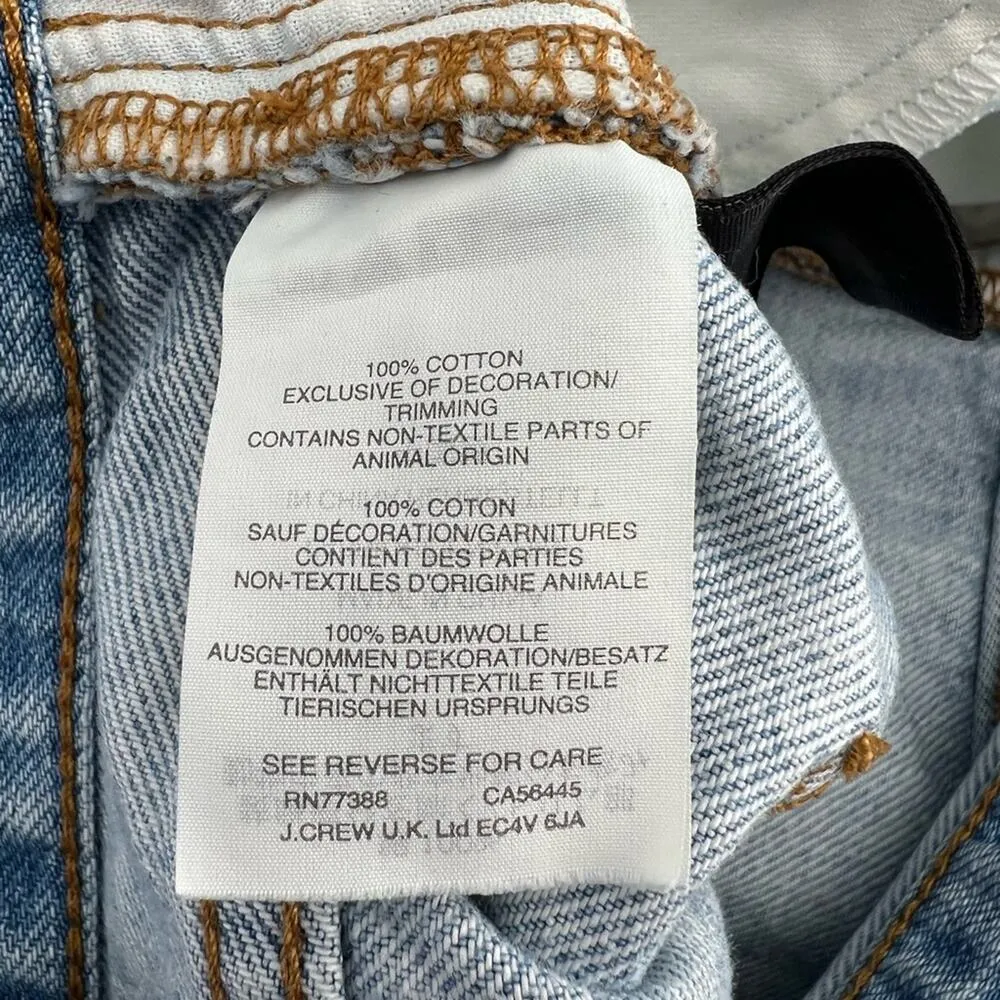 100% COTTON
EXCLUSIVE OF DECORATION/
TRIMMING
CONTAINS NON-TEXTILE PARTS OF
ANIMAL ORIGIN
100% COTON
SAUF DÉCORATION/GARNITURES
CONTIENT DES PARTIES
NON-TEXTILES D'ORIGINE ANIMALE
100% BAUMWOLLE
AUSGENOMMEN DEKORATION/BESATZ
ENTHÄLT NICHTTEXTILE TEILE
TIERISCHEN URSPRUNGS
SEE REVERSE FOR CARE
RN77388 CA56445
J.CREW U.K. Ltd EC4V 6JA